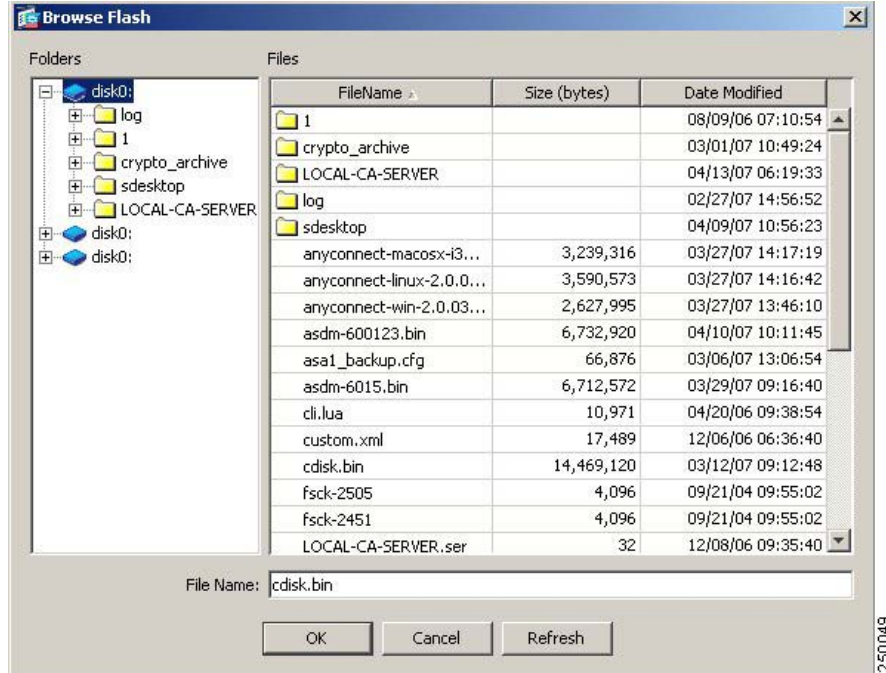 Browse Flash
Folders
disk0:
log
1
crypto_archive
sdesktop
LOCAL-CA-SERVER
disk0:
disk0:
Files
FileName Size (bytes) Date Modified
1 08/09/06 07:10:54
crypto_archive 03/01/07 10:49:24
LOCAL-CA-SERVER 04/13/07 06:19:33
log 02/27/07 14:56:52
sdesktop 04/09/07 10:56:23
anyconnect-macosx-i3... 3,239,316 03/27/07 14:17:19
anyconnect-linux-2.0.0... 3,590,573 03/27/07 14:16:42
anyconnect-win-2.0.03... 2,627,995 03/27/07 13:46:10
asdm-600123.bin 6,732,920 04/10/07 10:11:45
asa1_backup.cfg 66,876 03/06/07 13:06:54
asdm-6015.bin 6,712,572 03/29/07 09:16:40
cli.lua 10,971 04/20/06 09:38:54
custom.xml 17,489 12/06/06 06:36:40
cdisk.bin 14,469,120 03/12/07 09:12:48
fsck-2505 4,096 09/21/04 09:55:02
fsck-2451 4,096 09/21/04 09:55:02
LOCAL-CA-SERVER.ser 32 12/08/06 09:35:40
File Name: cdisk.bin
OK Cancel Refresh
250049